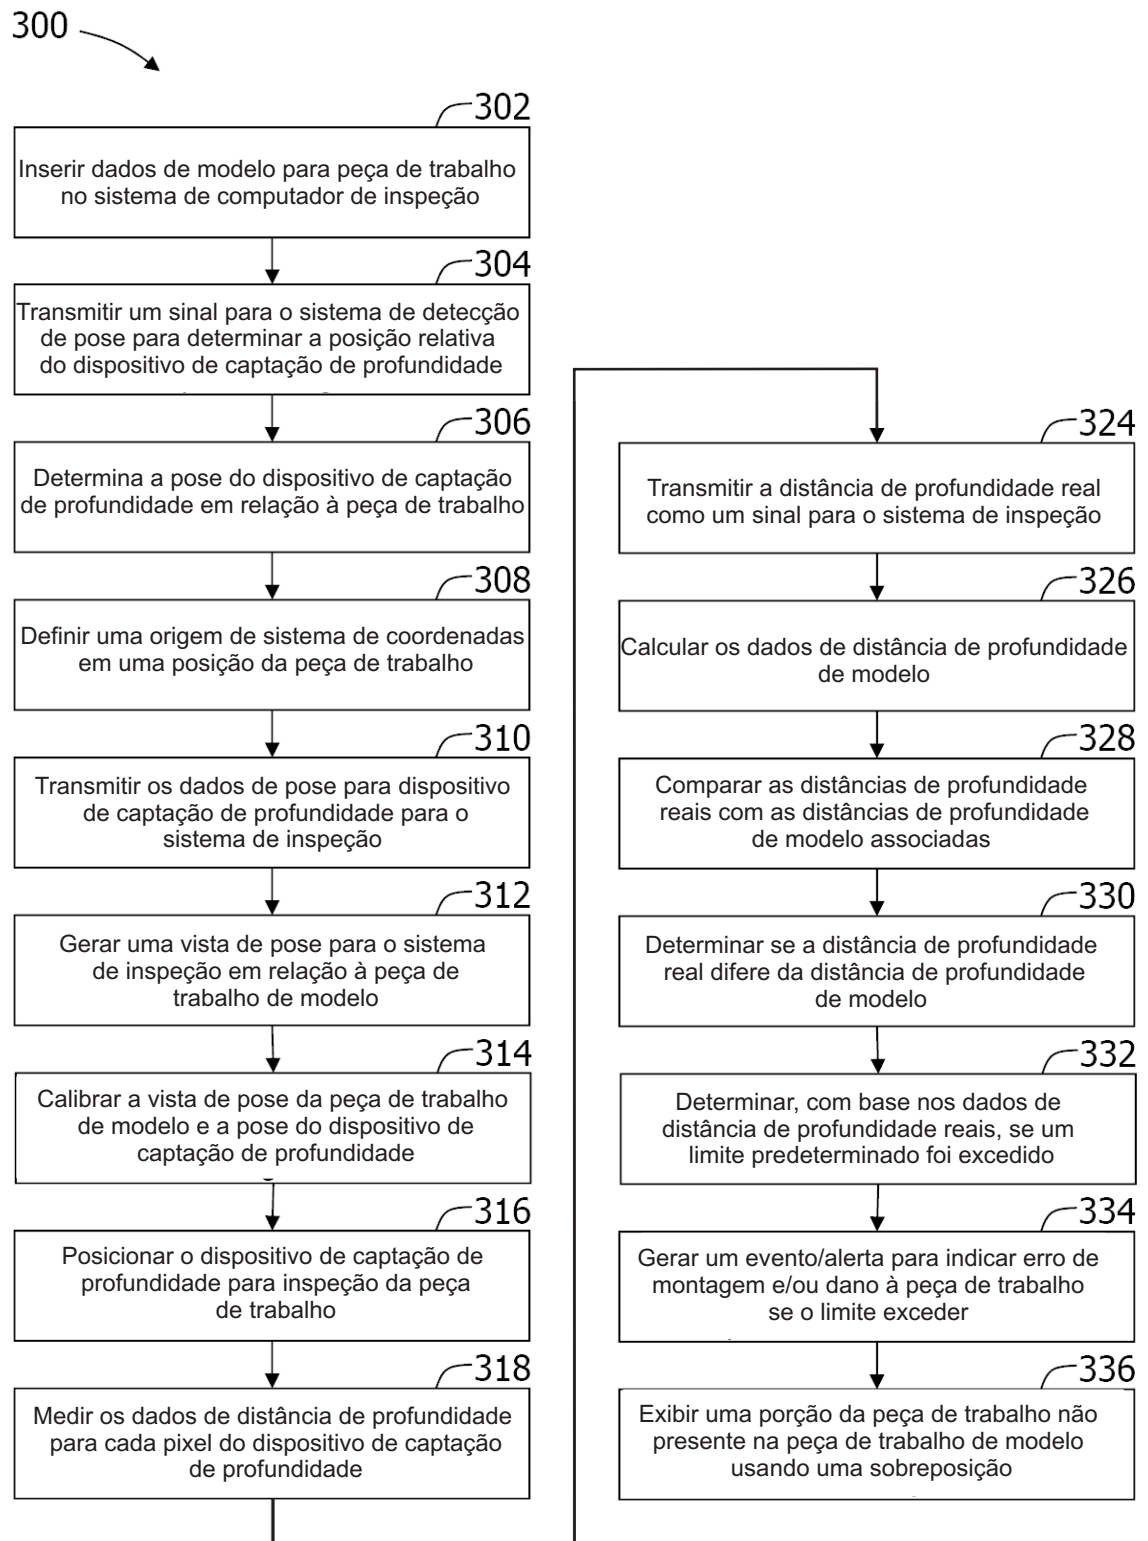 300
302
Inserir dados de modelo para peça de trabalho
no sistema de computador de inspeção
304
Transmitir um sinal para o sistema de detecção
de pose para determinar a posição relativa
do dispositivo de captação de profundidade
306
Determina a pose do dispositivo de captação
de profundidade em relação à peça de trabalho
308
Definir uma origem de sistema de coordenadas
em uma posição da peça de trabalho
310
Transmitir os dados de pose para dispositivo
de captação de profundidade para o
sistema de inspeção
312
Gerar uma vista de pose para o sistema
de inspeção em relação à peça de
trabalho de modelo
314
Calibrar a vista de pose da peça de trabalho
de modelo e a pose do dispositivo de
captação de profundidade
316
Posicionar o dispositivo de captação de
profundidade para inspeção da peça
de trabalho
318
Medir os dados de distância de profundidade
para cada pixel do dispositivo de captação
de profundidade
324
Transmitir a distância de profundidade real
como um sinal para o sistema de inspeção
326
Calcular os dados de distância de profundidade
de modelo
328
Comparar as distâncias de profundidade
reais com as distâncias de profundidade
de modelo associadas
330
Determinar se a distância de profundidade
real difere da distância de profundidade
de modelo
332
Determinar, com base nos dados de
distância de profundidade reais, se um
limite predeterminado foi excedido
334
Gerar um evento/alerta para indicar erro de
montagem e/ou dano à peça de trabalho
se o limite exceder
336
Exibir uma porção da peça de trabalho não
presente na peça de trabalho de modelo
usando uma sobreposição